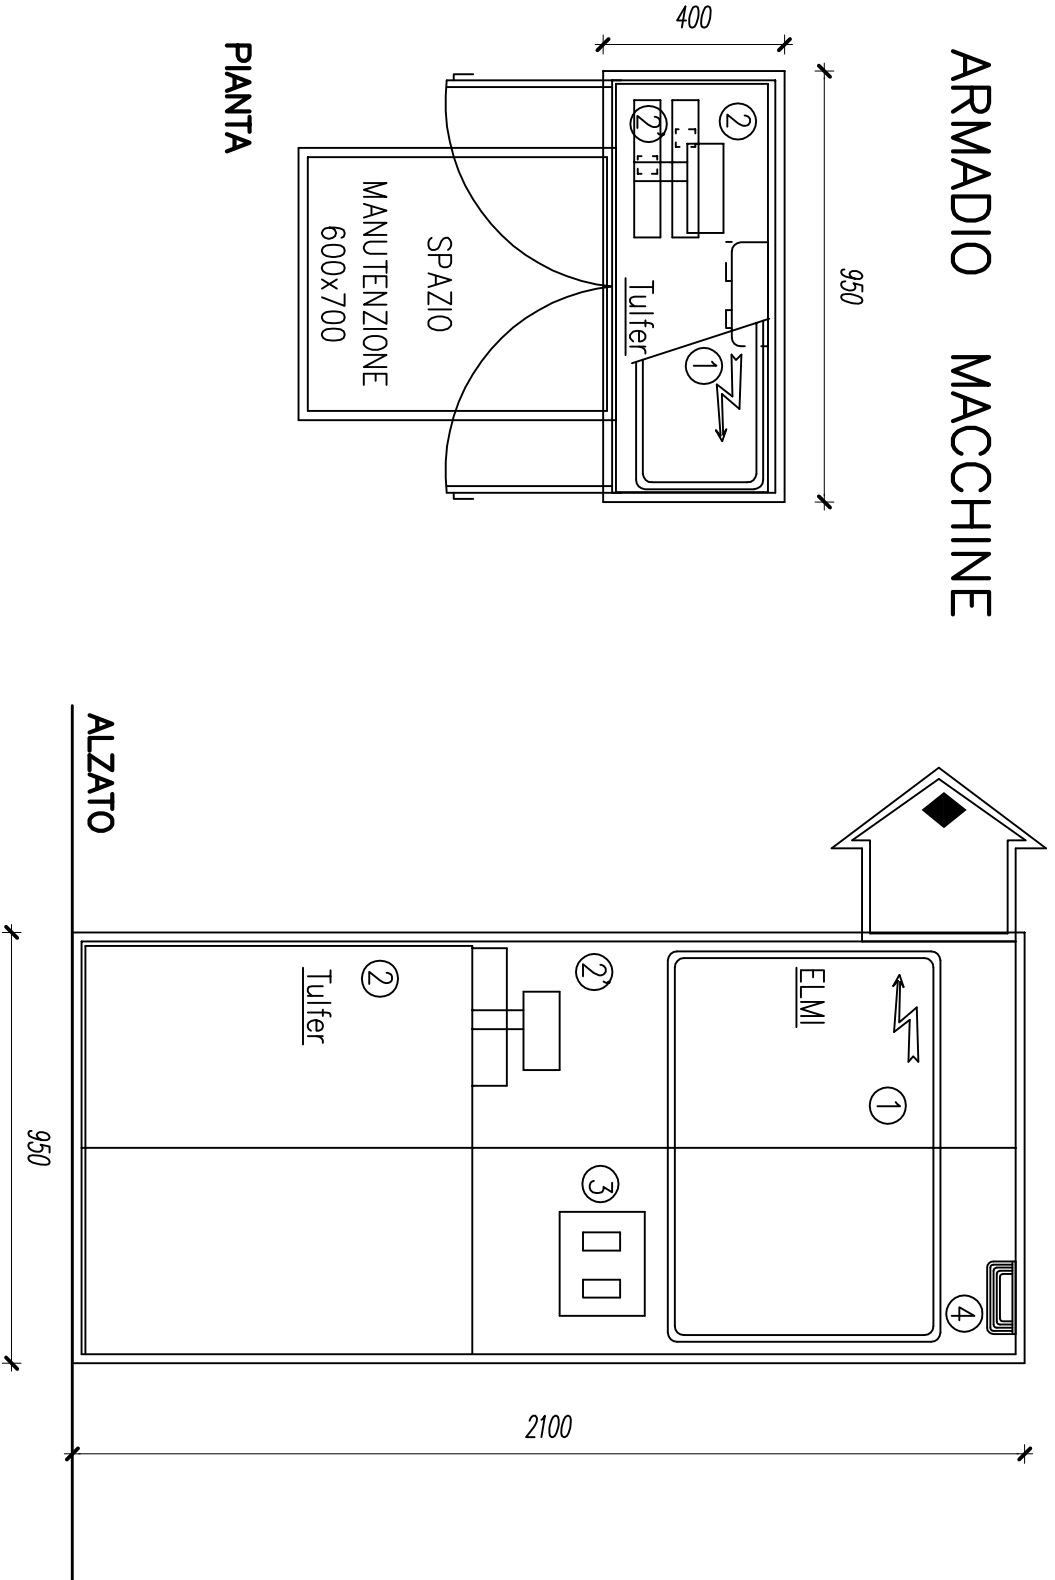 ARMADIO MACCHINE
950
400
2
2'
1
Tulfer
SPAZIO
MANUTENZIONE
600x700
PIANTA
4
1
ELMI
3
2'
2
Tulfer
2100
ALZATO
950